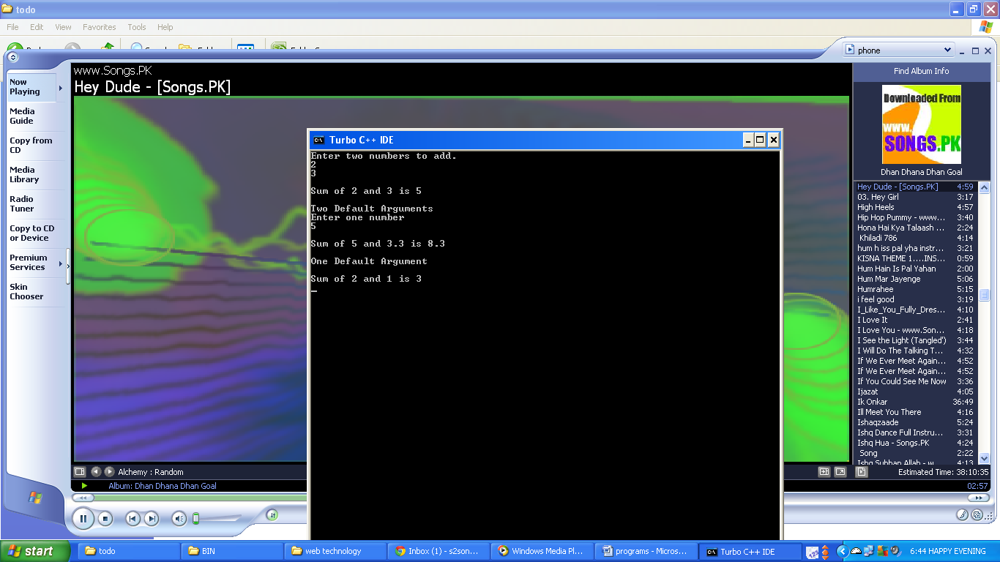 todo
File Edit View Favorites Tools Help
phone
www.Songs.PK
Hey Dude - [Songs.PK]
Now Playing
Media Guide
Copy from CD
Media Library
Radio Tuner
Copy to CD or Device
Premium Services
Skin Chooser
Turbo C++ IDE
Enter two numbers to add.
2
3
Sum of 2 and 3 is 5
Two Default Arguments
Enter one number
5
Sum of 5 and 3.3 is 8.3
One Default Argument
Sum of 2 and 1 is 3
Find Album Info
Downloaded From
www.
SONGS.PK
Dhan Dhana Dhan Goal
Hey Dude - [Songs.PK] 4:59
03. Hey Girl 3:17
High Heels 4:57
Hip Hop Pummy - www... 3:40
Hona Hai Kya Talaash ... 2:24
Khiladi 786 4:14
hum h iss pal yha instr... 3:21
KISNA THEME 1....INS... 0:59
Hum Hain Is Pal Yahan 2:00
Hum Mar Jayenge 5:06
Humrahee 5:15
i feel good 3:19
I_Like_You_Fully_Dres... 4:10
I Love It 2:41
I Love You - www.Son... 4:18
I See the Light (Tangled') 3:44
I Will Do The Talking T... 4:32
If We Ever Meet Again... 4:52
If We Ever Meet Again... 4:52
If You Could See Me Now 3:36
Ijazat 4:05
Ik Onkar 36:49
Ill Meet You There 4:16
Ishaqzaade 5:24
Ishq Dance Full Instru... 3:31
Ishq Hua - Songs.PK 4:24
Song 2:22
Ishq Subhan Allah - w... 4:13
Alchemy : Random
Estimated Time: 38:10:35
Album: Dhan Dhana Dhan Goal
02:57
start
todo
BIN
web technology
Inbox (1) - s2son...
Windows Media Pl...
programs - Micros...
Turbo C++ IDE
6:44 HAPPY EVENING